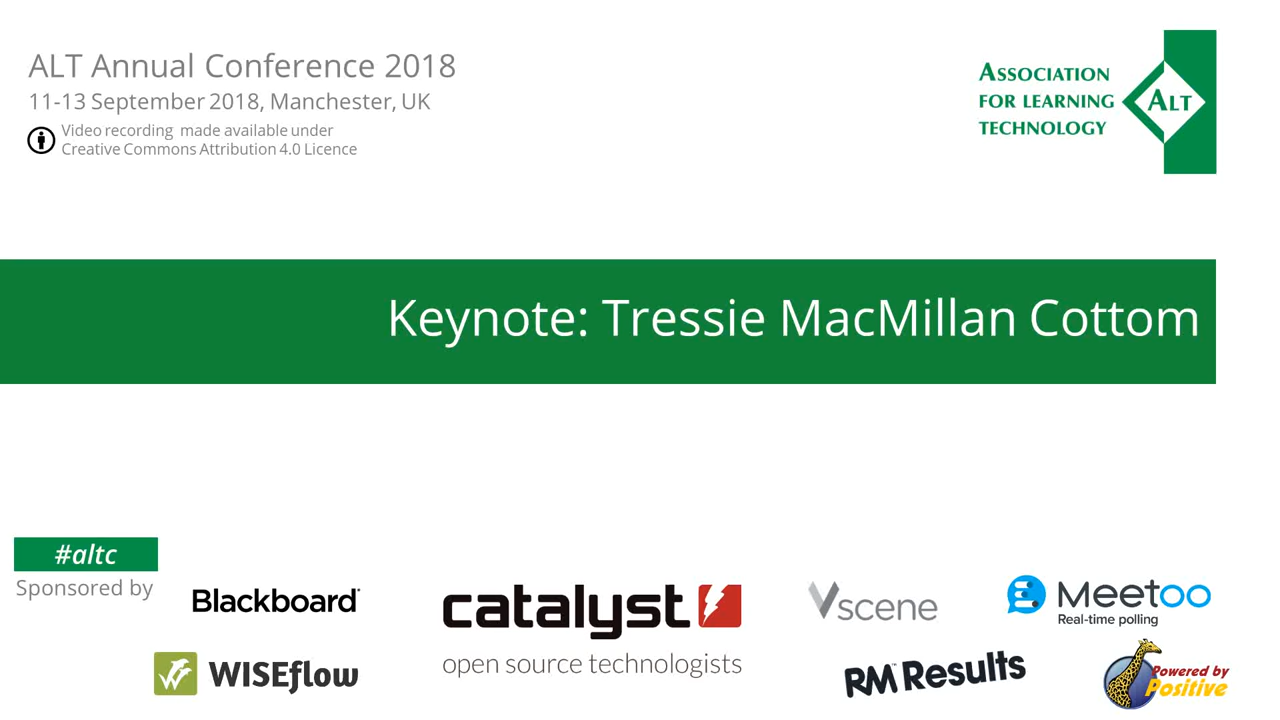 ALT Annual Conference 2018
11-13 September 2018, Manchester, UK
Video recording made available under
Creative Commons Attribution 4.0 Licence
ASSOCIATION
FOR LEARNING
TECHNOLOGY
ALT
Keynote: Tressie MacMillan Cottom
#altc
Sponsored by
Blackboard
catalyst
open source technologists
Vscene
Meetoo
Real-time polling
WISEflow
RM Results
Powered by
Positive